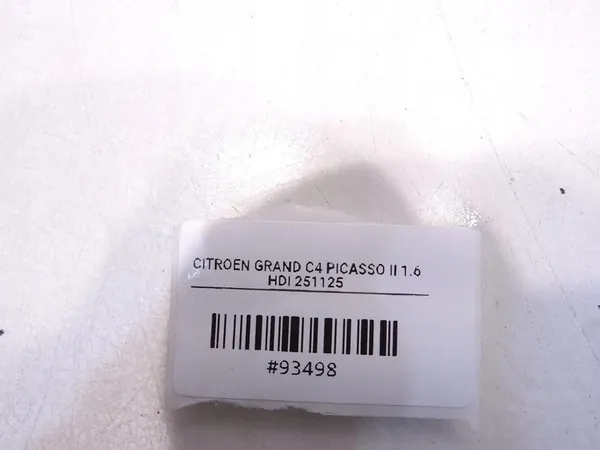 CITROEN GRAND C4 PICASSO II 1.6
HDI 251125
#93498